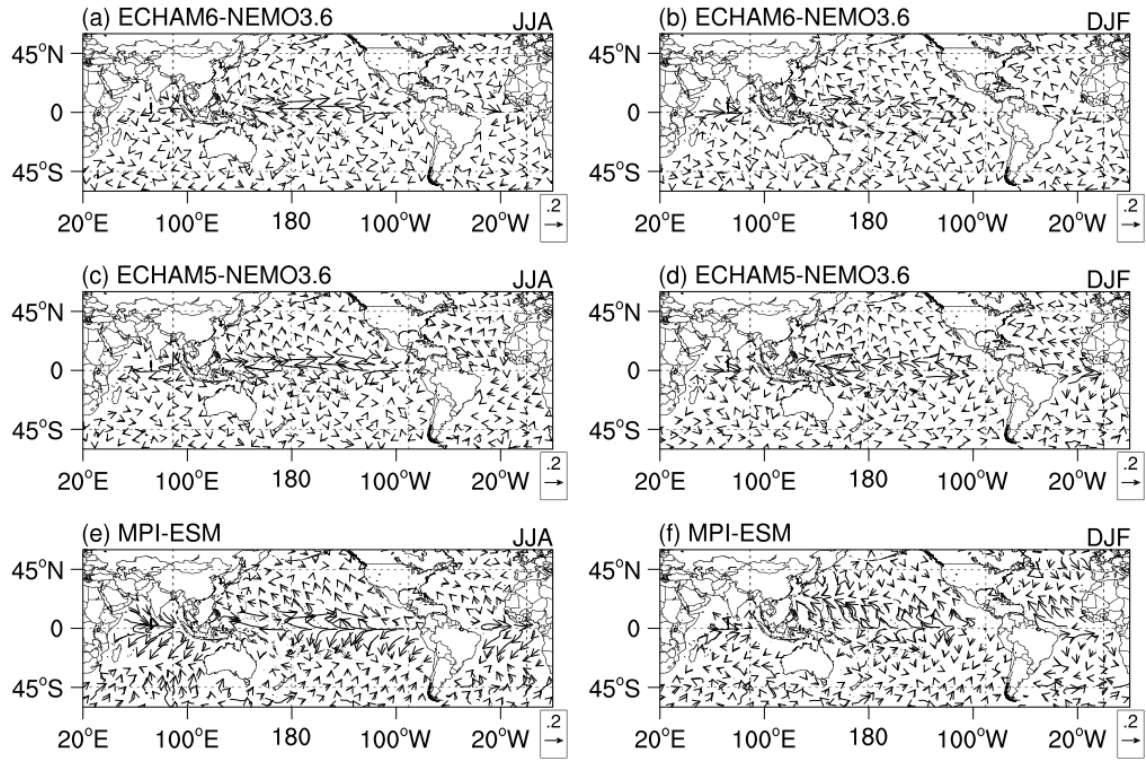 (a) ECHAM6-NEMO3.6 JJA
45°N
0
45°S
20°E 100°E 180 100°W 20°W
.2
(b) ECHAM6-NEMO3.6 DJF
45°N
0
45°S
20°E 100°E 180 100°W 20°W
.2
(c) ECHAM5-NEMO3.6 JJA
45°N
0
45°S
20°E 100°E 180 100°W 20°W
.2
(d) ECHAM5-NEMO3.6 DJF
45°N
0
45°S
20°E 100°E 180 100°W 20°W
.2
(e) MPI-ESM JJA
45°N
0
45°S
20°E 100°E 180 100°W 20°W
.2
(f) MPI-ESM DJF
45°N
0
45°S
20°E 100°E 180 100°W 20°W
.2